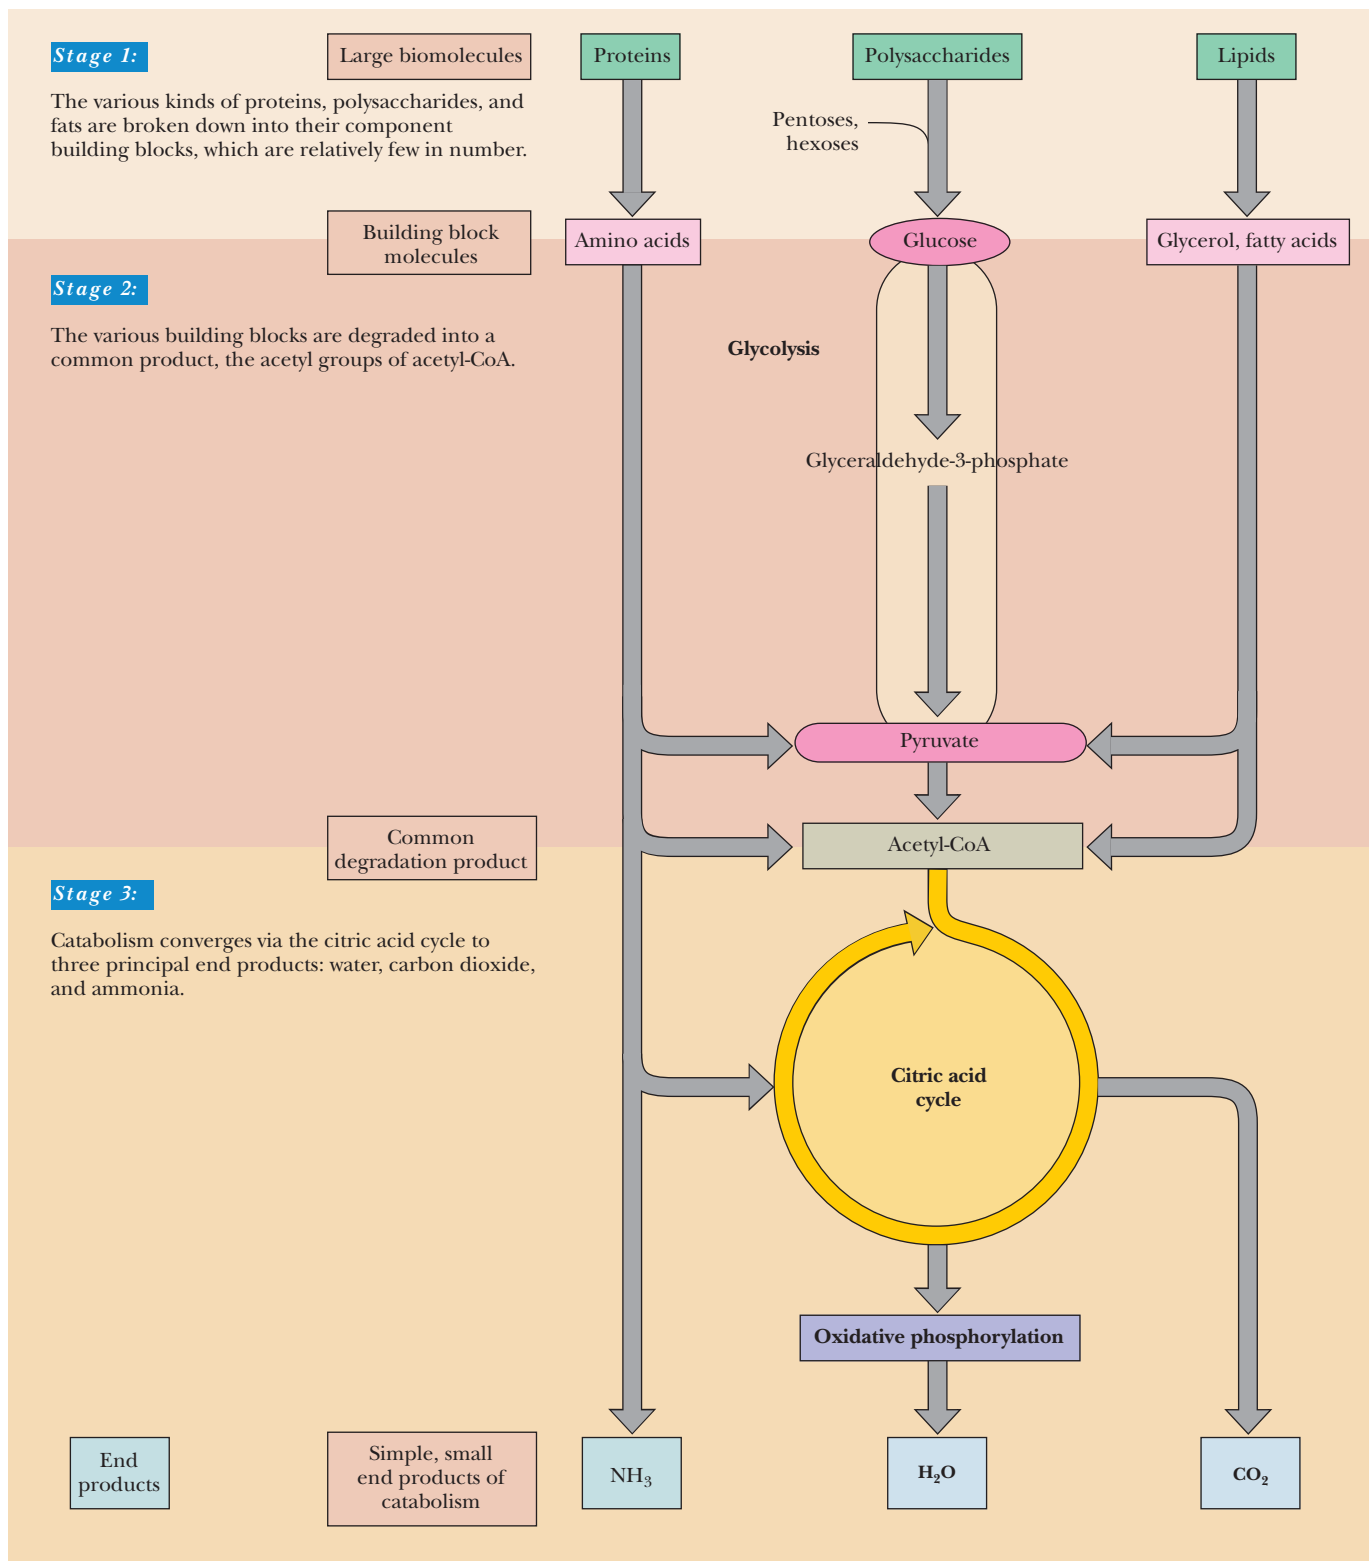 Stage 1:
Large biomolecules
Proteins
Polysaccharides
Lipids
The various kinds of proteins, polysaccharides, and
fats are broken down into their component
building blocks, which are relatively few in number.
Pentoses,
hexoses
Building block
molecules
Amino acids
Glucose
Glycerol, fatty acids
Stage 2:
The various building blocks are degraded into a
common product, the acetyl groups of acetyl-CoA.
Glycolysis
Glyceraldehyde-3-phosphate
Pyruvate
Common
degradation product
Acetyl-CoA
Stage 3:
Catabolism converges via the citric acid cycle to
three principal end products: water, carbon dioxide,
and ammonia.
Citric acid
cycle
Oxidative phosphorylation
End
products
Simple, small
end products of
catabolism
NH₃
H₂O
CO₂